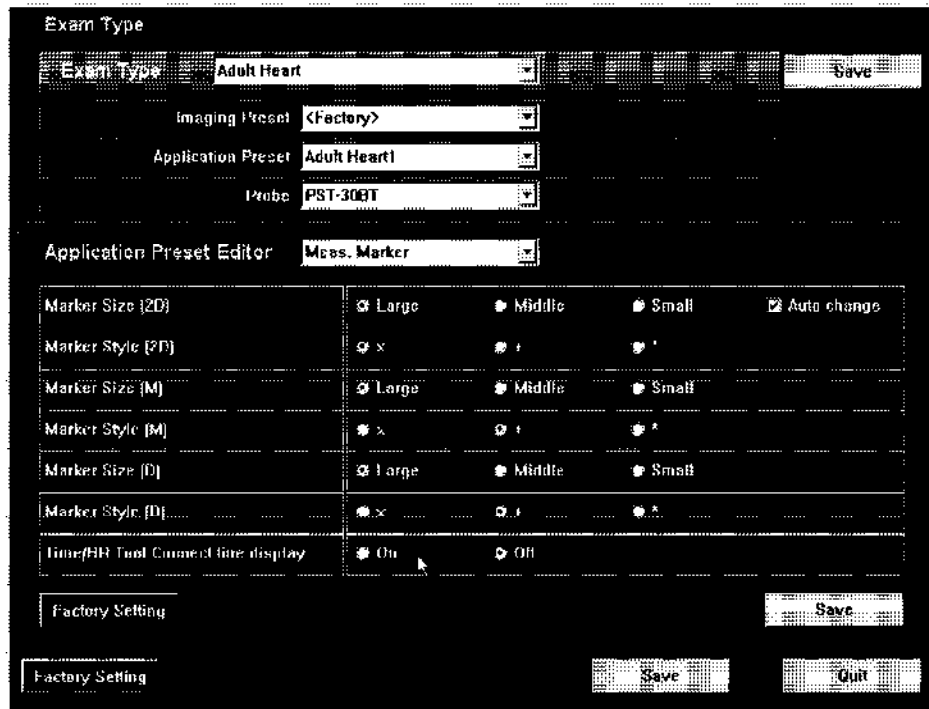 Exam Type
Exam Type Adult Heart Save
Imaging Preset <Factory>
Application Preset Adult Heart1
Probe PST-30BT
Application Preset Editor Meas. Marker
Marker Size (2D) Large Middle Small Auto change
Marker Style (2D) x + *
Marker Size (M) Large Middle Small
Marker Style (M) x + *
Marker Size (D) Large Middle Small
Marker Style (D) x + *
Time/HR Tool Connect line display On Off
Factory Setting Save
Factory Setting Save Quit